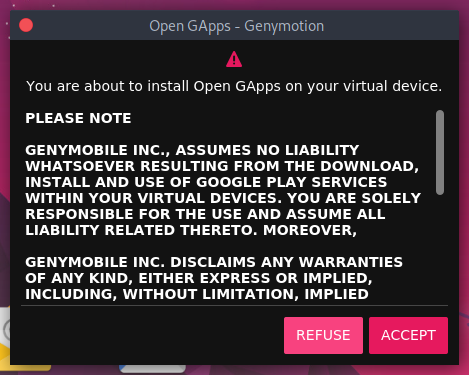 Open GApps - Genymotion
You are about to install Open GApps on your virtual device.
PLEASE NOTE
GENYMOBILE INC., ASSUMES NO LIABILITY
WHATSOEVER RESULTING FROM THE DOWNLOAD,
INSTALL AND USE OF GOOGLE PLAY SERVICES
WITHIN YOUR VIRTUAL DEVICES. YOU ARE SOLELY
RESPONSIBLE FOR THE USE AND ASSUME ALL
LIABILITY RELATED THERETO. MOREOVER,
GENYMOBILE INC. DISCLAIMS ANY WARRANTIES
OF ANY KIND, EITHER EXPRESS OR IMPLIED,
INCLUDING, WITHOUT LIMITATION, IMPLIED
REFUSE ACCEPT